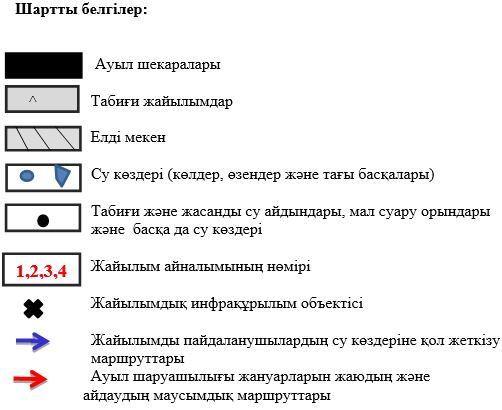 Шартты белгілер:
Ауыл шекаралары
^
Табиғи жайылымдар
Елді мекен
Су көздері (көлдер, өзендер және тағы басқалары)
Табиғи және жасанды су айдындары, мал суару орындары
және басқа да су көздері
1,2,3,4
Жайылым айналымының нөмірі
Жайылымдық инфрақұрылым объектісі
Жайылымды пайдаланушылардың су көздеріне қол жеткізу
маршруттары
Ауыл шаруашылығы жануарларын жаюдың және
айдаудың маусымдық маршруттары